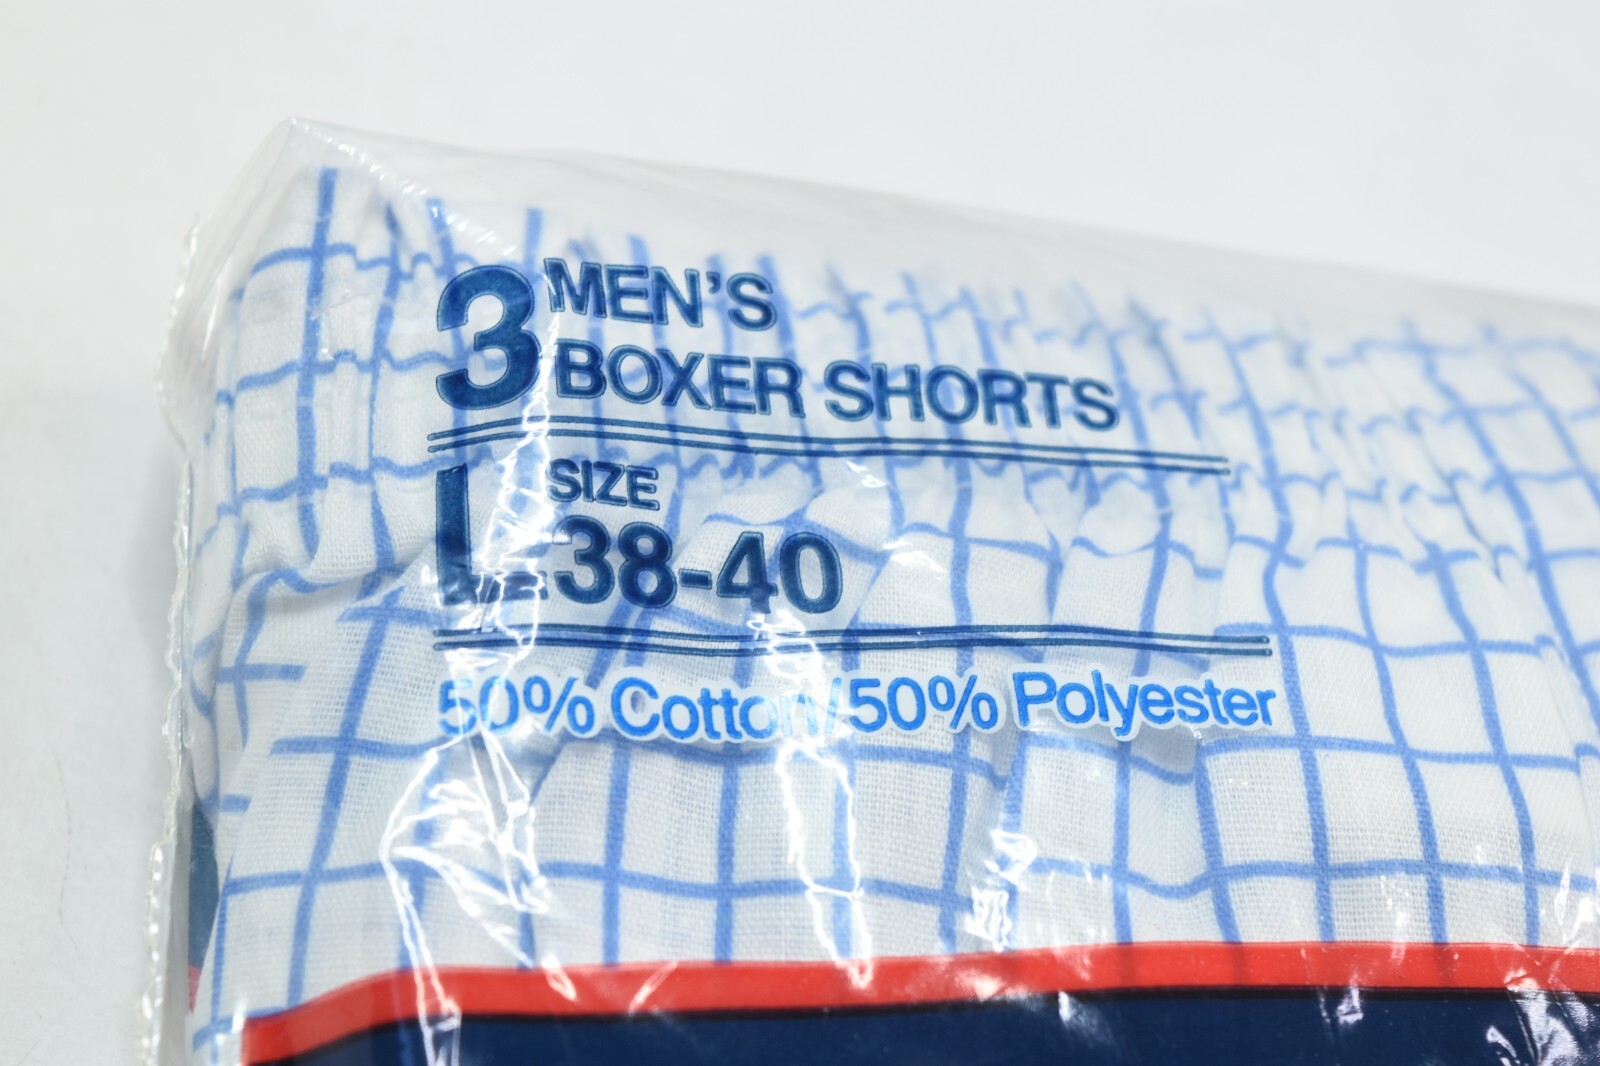 3 MEN'S
BOXER SHORTS
L SIZE
38-40
50% Cotton/50% Polyester